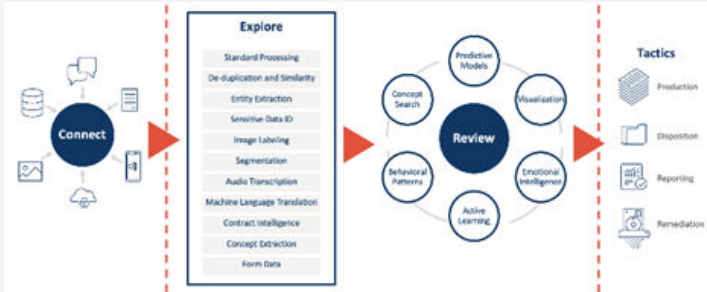 Connect
Explore
Standard Processing
De-duplication and Similarity
Entity Extraction
Sensitive Data ID
Image Labeling
Segmentation
Audio Transcription
Machine Language Translation
Contract Intelligence
Concept Extraction
Form Data
Review
Predictive
Models
Visualization
Emotional
Intelligence
Active
Learning
Behavioral
Patterns
Concept
Search
Tactics
Production
Disposition
Reporting
Remediation